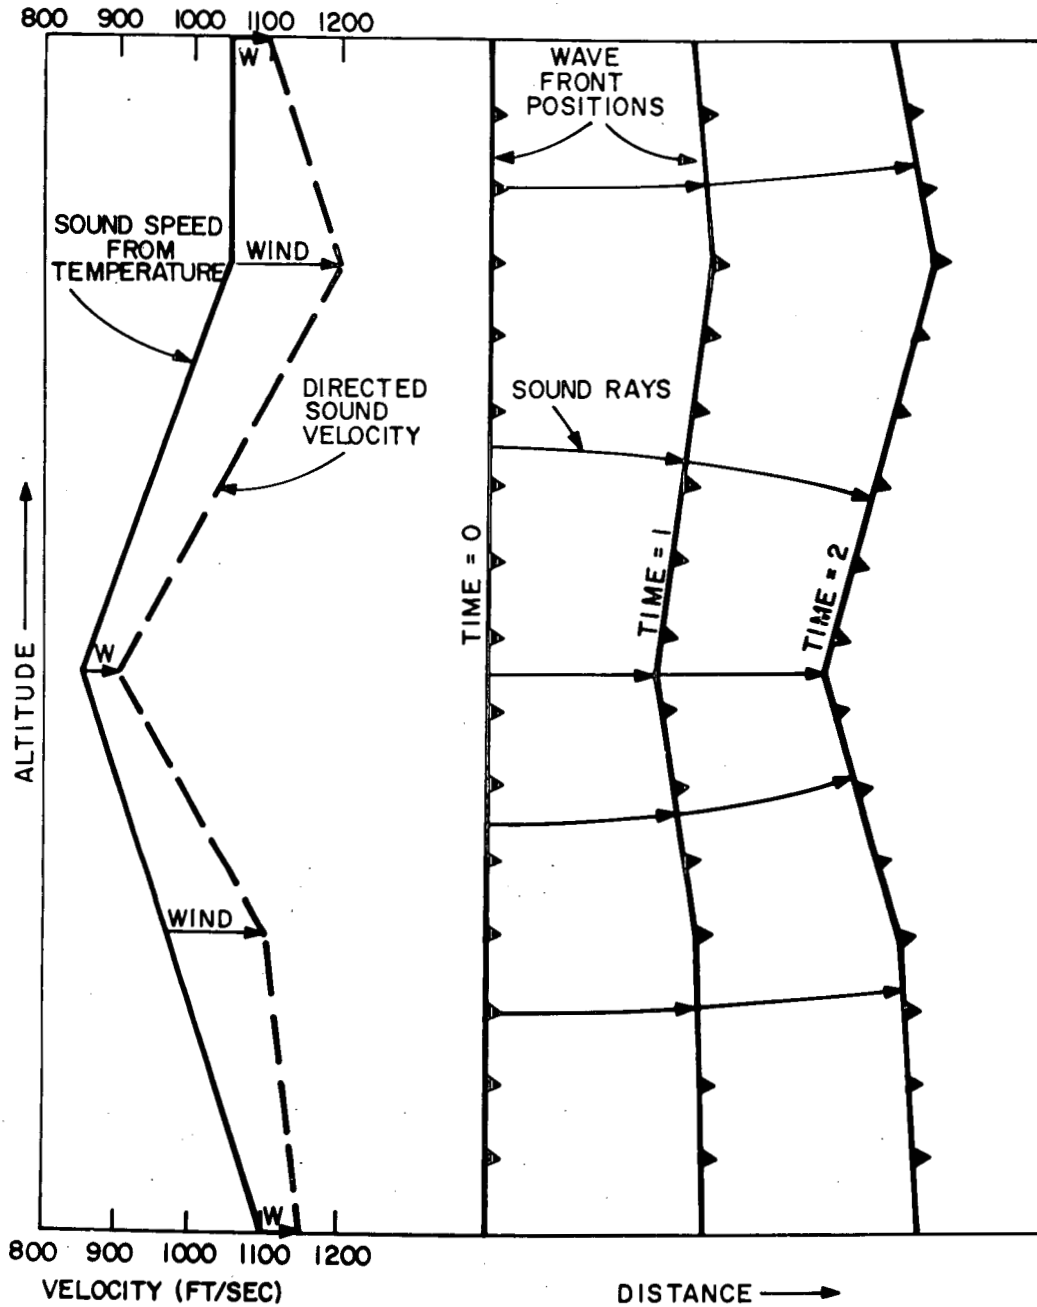 800 900 1000 1100 1200
W
WAVE
FRONT
POSITIONS
SOUND SPEED
FROM
TEMPERATURE
WIND
DIRECTED
SOUND
VELOCITY
SOUND RAYS
TIME = 0
TIME = 1
TIME = 2
ALTITUDE
W
WIND
W
800 900 1000 1100 1200
VELOCITY (FT/SEC)
DISTANCE